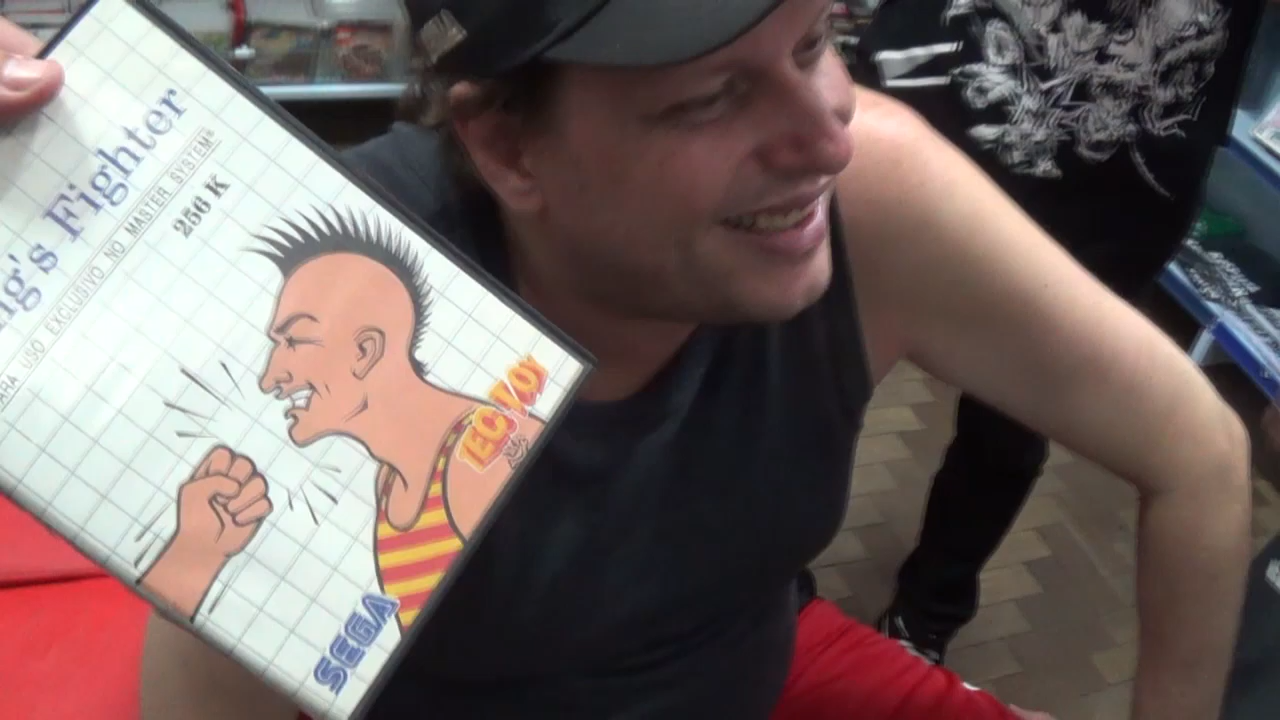 g's Fighter
ARA USO EXCLUSIVO NO MASTER SYSTEM®
256 K
TEC TOY
SEGA